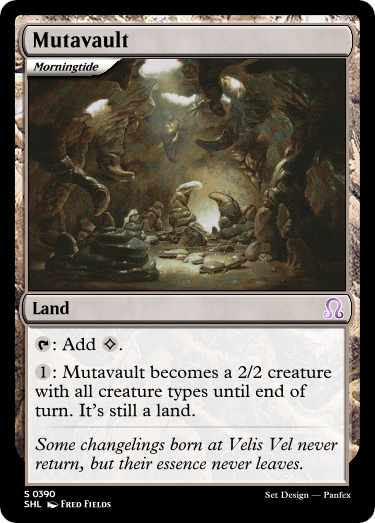 Mutavault
Morningtide
Land
: Add .
1: Mutavault becomes a 2/2 creature
with all creature types until end of
turn. It's still a land.
Some changelings born at Velis Vel never
return, but their essence never leaves.
S 0390
SHL Fred Fields
Set Design — Panfex